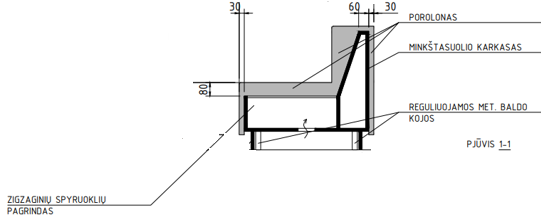 30
60
30
POROLONAS
MINKŠTASUOLIO KARKASAS
80
REGULIUOJAMOS MET. BALDO
KOJOS
PJŪVIS 1-1
ZIGZAGINIŲ SPYRUOKLIŲ
PAGRINDAS